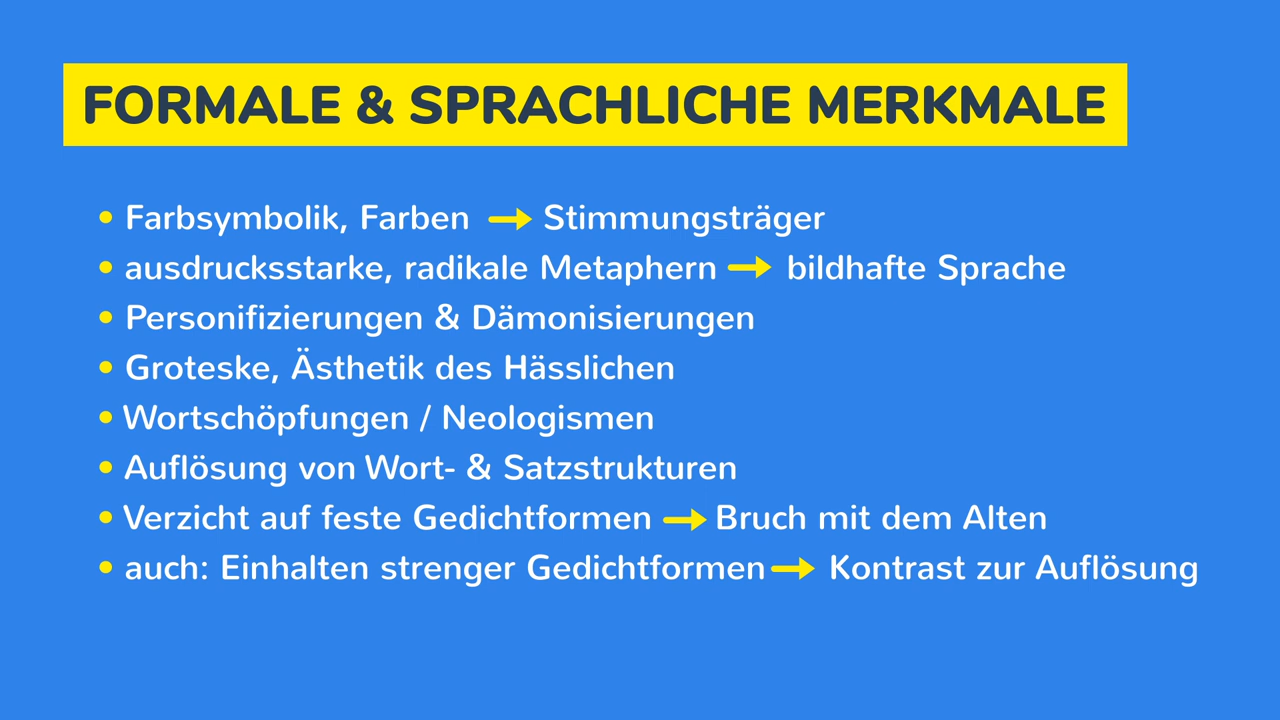 FORMALE & SPRACHLICHE MERKMALE
• Farbsymbolik, Farben → Stimmungsträger
• ausdrucksstarke, radikale Metaphern → bildhafte Sprache
• Personifizierungen & Dämonisierungen
• Groteske, Ästhetik des Hässlichen
• Wortschöpfungen / Neologismen
• Auflösung von Wort- & Satzstrukturen
• Verzicht auf feste Gedichtformen → Bruch mit dem Alten
• auch: Einhalten strenger Gedichtformen → Kontrast zur Auflösung